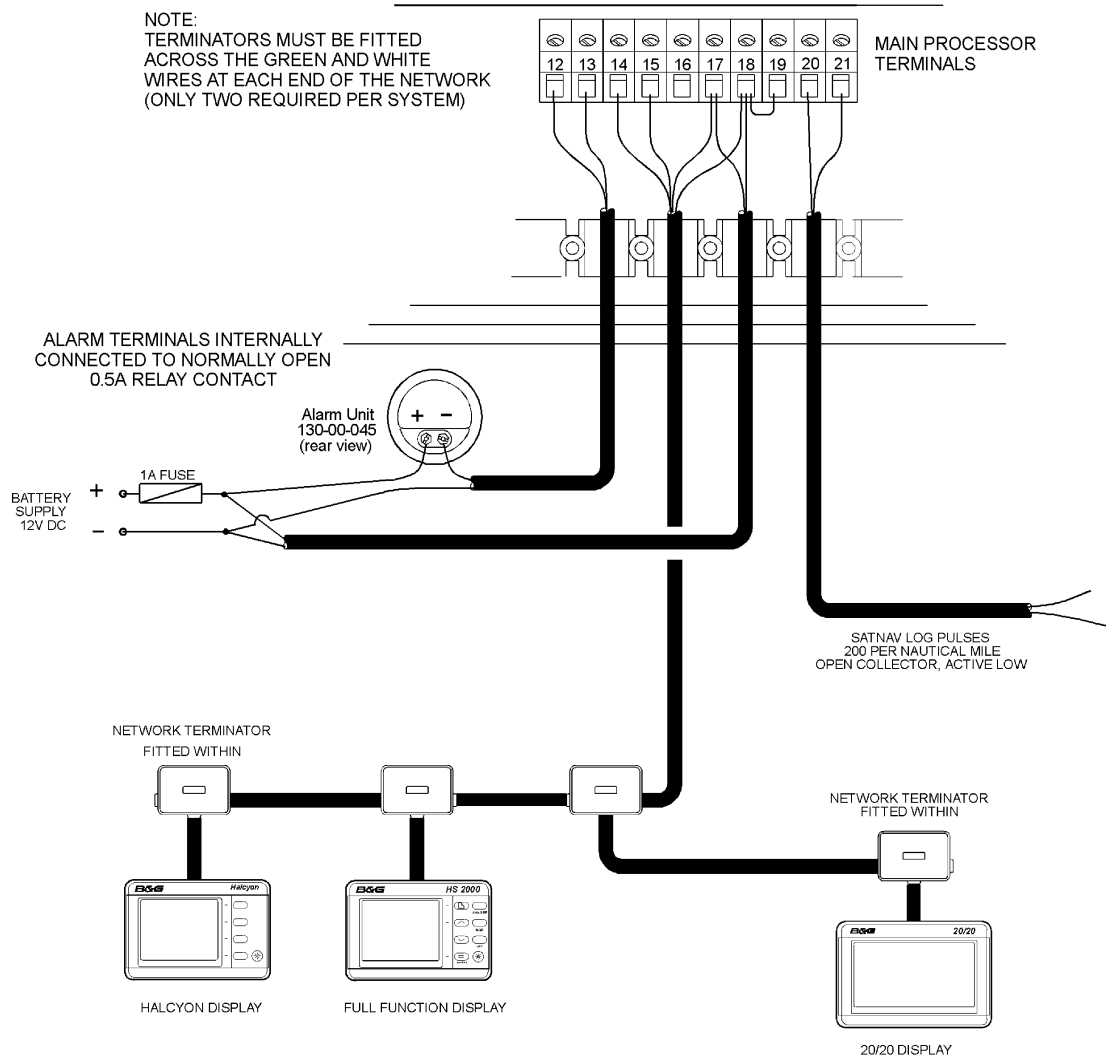 NOTE:
TERMINATORS MUST BE FITTED
ACROSS THE GREEN AND WHITE
WIRES AT EACH END OF THE NETWORK
(ONLY TWO REQUIRED PER SYSTEM)
12 13 14 15 16 17 18 19 20 21
MAIN PROCESSOR
TERMINALS
ALARM TERMINALS INTERNALLY
CONNECTED TO NORMALLY OPEN
0.5A RELAY CONTACT
Alarm Unit
130-00-045
(rear view)
+ −
1A FUSE
+
−
BATTERY
SUPPLY
12V DC
SATNAV LOG PULSES
200 PER NAUTICAL MILE
OPEN COLLECTOR, ACTIVE LOW
NETWORK TERMINATOR
FITTED WITHIN
NETWORK TERMINATOR
FITTED WITHIN
B&G Halcyon
B&G HS 2000
B&G 20/20
HALCYON DISPLAY
FULL FUNCTION DISPLAY
20/20 DISPLAY